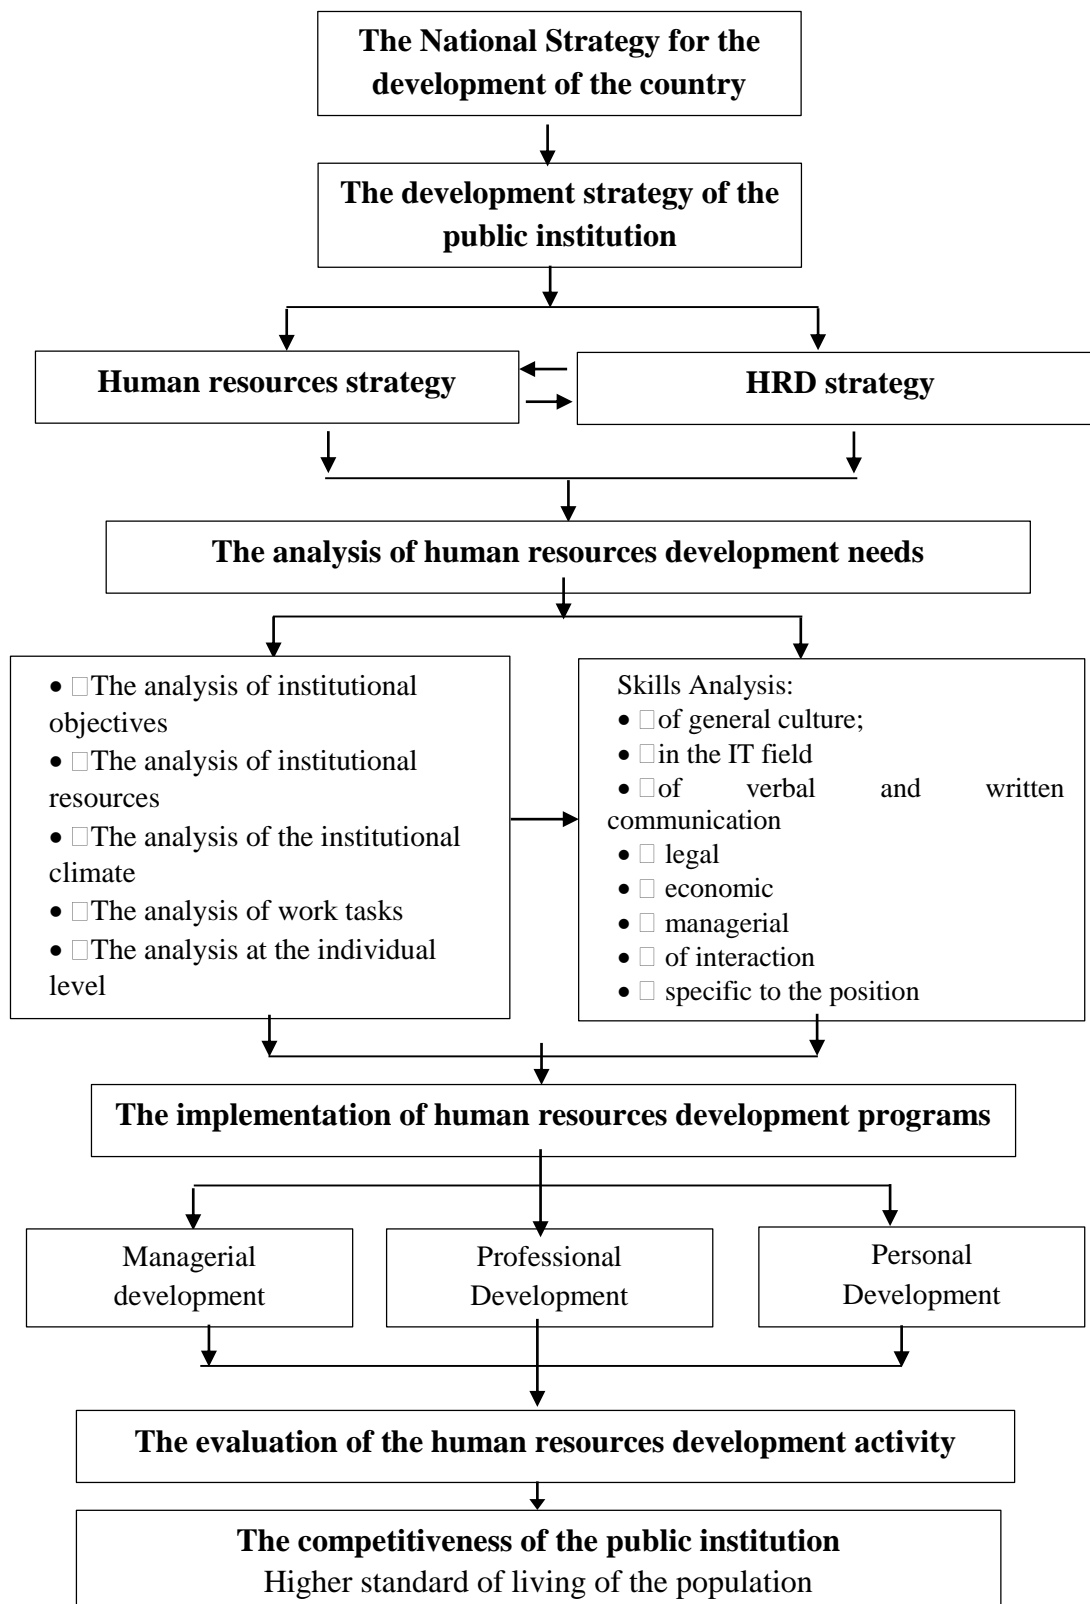 The National Strategy for the
development of the country
The development strategy of the
public institution
Human resources strategy
HRD strategy
The analysis of human resources development needs
• □The analysis of institutional
objectives
• □The analysis of institutional
resources
• □The analysis of the institutional
climate
• □The analysis of work tasks
• □The analysis at the individual
level
Skills Analysis:
• □of general culture;
• □in the IT field
• □of verbal and written
communication
• □ legal
• □ economic
• □ managerial
• □ of interaction
• □ specific to the position
The implementation of human resources development programs
Managerial
development
Professional
Development
Personal
Development
The evaluation of the human resources development activity
The competitiveness of the public institution
Higher standard of living of the population